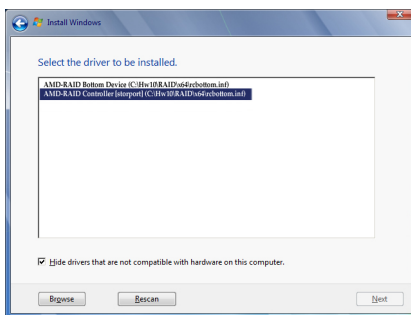 Install Windows
Select the driver to be installed.
AMD-RAID Bottom Device (C:\Hw10\RAID\x64\rcbottom.inf)
AMD-RAID Controller [storport] (C:\Hw10\RAID\x64\rcbottom.inf)
Hide drivers that are not compatible with hardware on this computer.
Browse Rescan Next